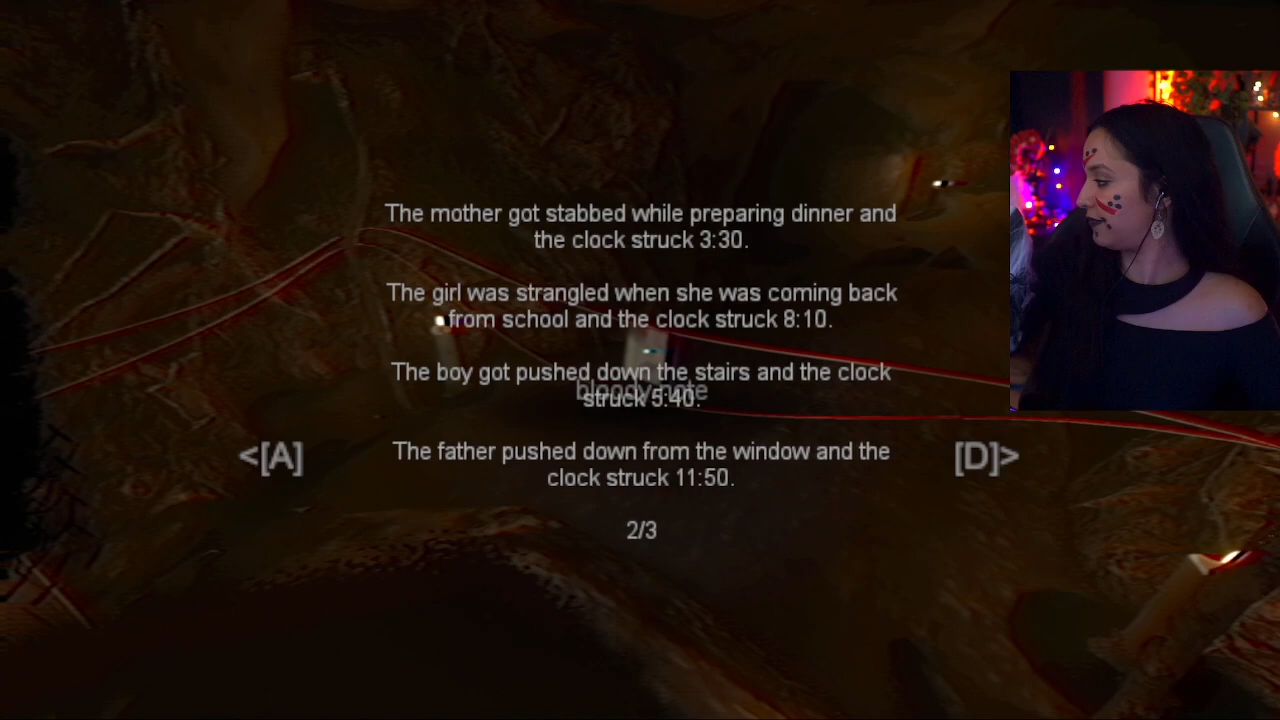 The mother got stabbed while preparing dinner and
the clock struck 3:30.
The girl was strangled when she was coming back
from school and the clock struck 8:10.
The boy got pushed down the stairs and the clock
bloody note
struck 5:40.
<[A]
The father pushed down from the window and the
[D]>
clock struck 11:50.
2/3